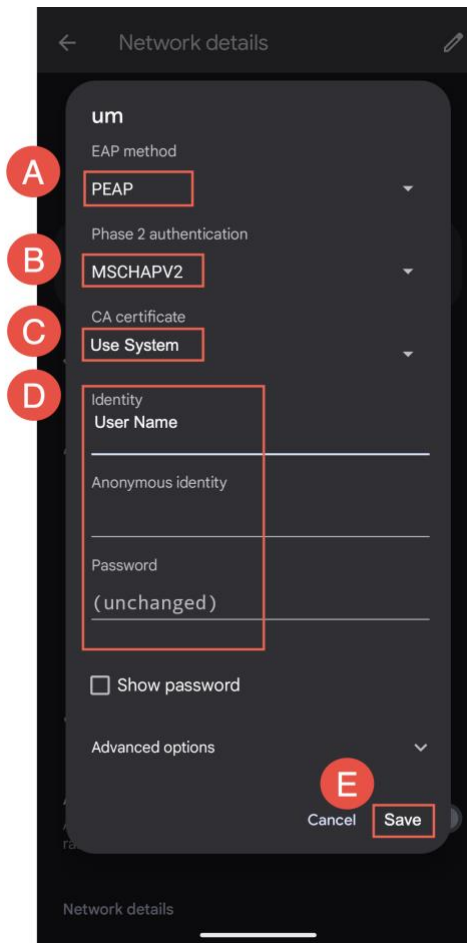 Network details
um
A
EAP method
PEAP
B
Phase 2 authentication
MSCHAPV2
C
CA certificate
Use System
D
Identity
User Name
Anonymous identity
Password
(unchanged)
Show password
Advanced options
E
Cancel Save
Network details